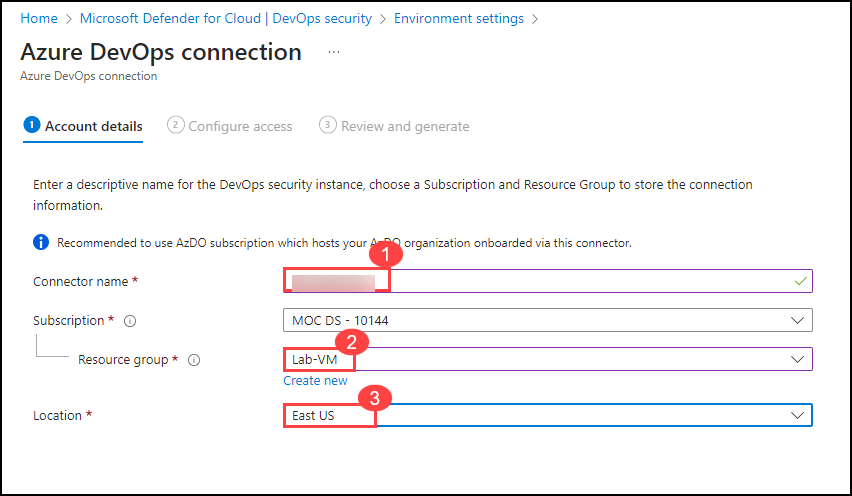 Home > Microsoft Defender for Cloud | DevOps security > Environment settings >
Azure DevOps connection ...
Azure DevOps connection
1 Account details 2 Configure access 3 Review and generate
Enter a descriptive name for the DevOps security instance, choose a Subscription and Resource Group to store the connection
information.
Recommended to use AzDO subscription which hosts your AzDO organization onboarded via this connector.
1
Connector name *
Subscription * MOC DS - 10144
2
Resource group * Lab-VM
Create new
3
Location * East US